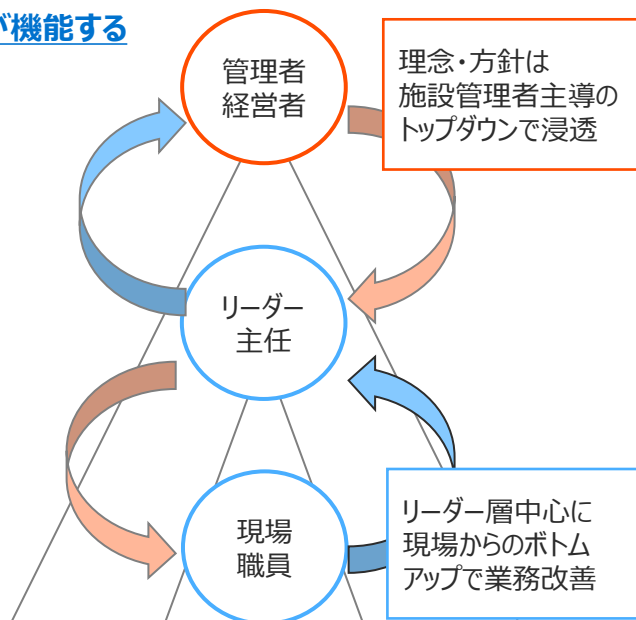 が機能する
管理者
経営者
理念・方針は
施設管理者主導の
トップダウンで浸透
リーダー
主任
現場
職員
リーダー層中心に
現場からのボトム
アップで業務改善